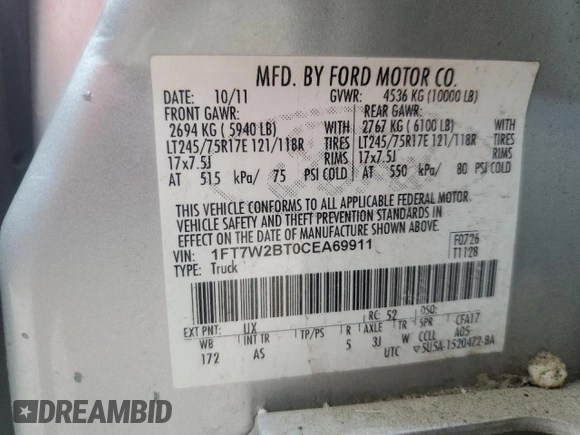 MFD. BY FORD MOTOR CO.
DATE: 10/11 GVWR: 4536 KG (10000 LB)
FRONT GAWR: REAR GAWR:
2694 KG (5940 LB) WITH 2767 KG (6100 LB) WITH
LT245/75R17E 121/118R TIRES LT245/75R17E 121/118R TIRES
17x7.5J RIMS 17x7.5J RIMS
AT 515 kPa/ 75 PSI COLD AT 550 kPa/ 80 PSI COLD
THIS VEHICLE CONFORMS TO ALL APPLICABLE FEDERAL MOTOR
VEHICLE SAFETY AND THEFT PREVENTION STANDARDS IN
EFFECT ON THE DATE OF MANUFACTURE SHOWN ABOVE.
VIN: 1FT7W2BT0CEA69911 F0726
TYPE: Truck T1128
EXT PNT: UX RC: 52 DSO:
WB INT TR TP/PS R AXLE TR SPR CFA17
172 AS 5 3J W CCLL A05-
UTC ▽5U5A-1520472-BA
DREAMBID